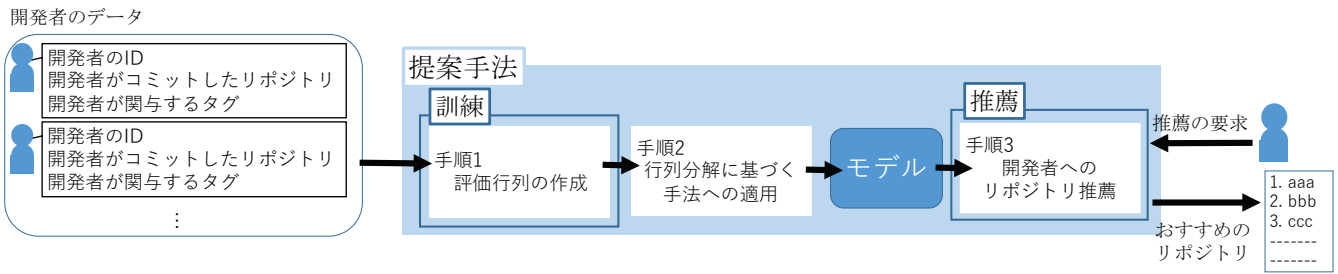 開発者のデータ
開発者のID
開発者がコミットしたリポジトリ
開発者が関与するタグ
開発者のID
開発者がコミットしたリポジトリ
開発者が関与するタグ
⋮
提案手法
訓練
手順1
評価行列の作成
手順2
行列分解に基づく
手法への適用
モデル
推薦
手順3
開発者への
リポジトリ推薦
推薦の要求
おすすめの
リポジトリ
1. aaa
2. bbb
3. ccc
-------
-------